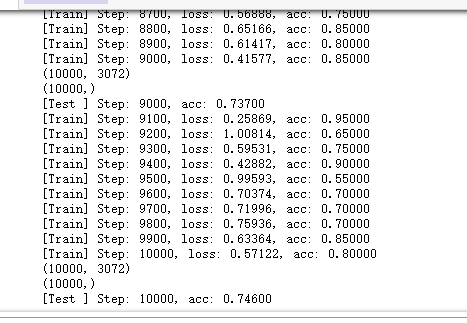 [Train] Step: 8700, loss: 0.56888, acc: 0.75000
[Train] Step: 8800, loss: 0.65166, acc: 0.85000
[Train] Step: 8900, loss: 0.61417, acc: 0.80000
[Train] Step: 9000, loss: 0.41577, acc: 0.85000
(10000, 3072)
(10000,)
[Test ] Step: 9000, acc: 0.73700
[Train] Step: 9100, loss: 0.25869, acc: 0.95000
[Train] Step: 9200, loss: 1.00814, acc: 0.65000
[Train] Step: 9300, loss: 0.59531, acc: 0.75000
[Train] Step: 9400, loss: 0.42882, acc: 0.90000
[Train] Step: 9500, loss: 0.99593, acc: 0.55000
[Train] Step: 9600, loss: 0.70374, acc: 0.70000
[Train] Step: 9700, loss: 0.71996, acc: 0.70000
[Train] Step: 9800, loss: 0.75936, acc: 0.70000
[Train] Step: 9900, loss: 0.63364, acc: 0.85000
[Train] Step: 10000, loss: 0.57122, acc: 0.80000
(10000, 3072)
(10000,)
[Test ] Step: 10000, acc: 0.74600